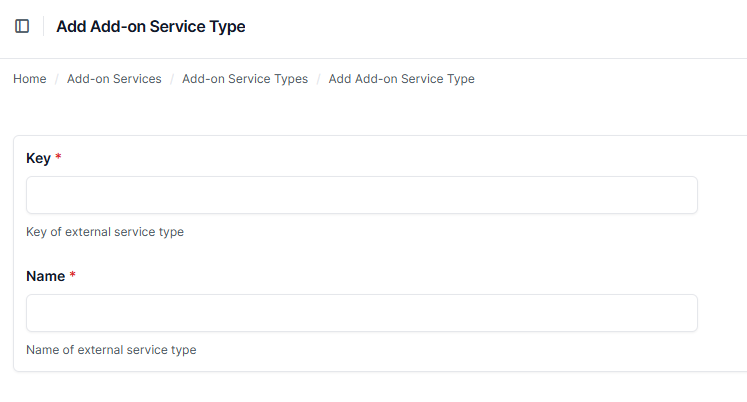 Add Add-on Service Type
Home / Add-on Services / Add-on Service Types / Add Add-on Service Type
Key *
Key of external service type
Name *
Name of external service type